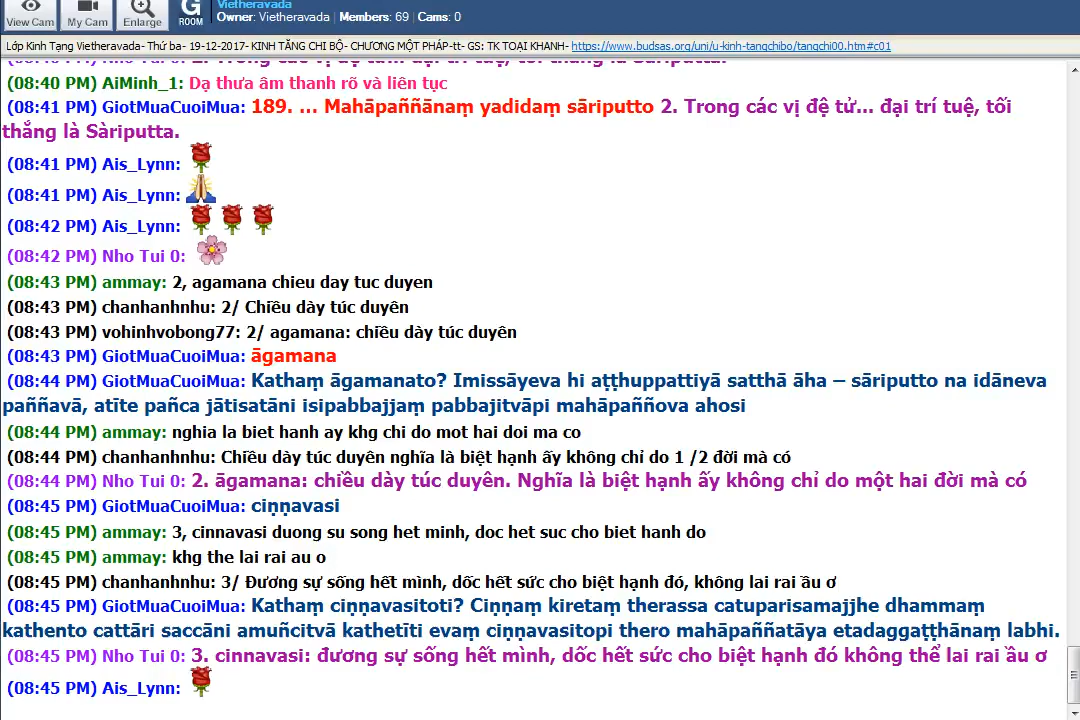 View Cam
My Cam
Enlarge
G
ROOM
Vietheravada
Owner: Vietheravada | Members: 69 | Cams: 0
Lớp Kinh Tạng Vietheravada- Thứ ba- 19-12-2017- KINH TĂNG CHI BỘ- CHƯƠNG MỘT PHÁP-tt- GS: TK TOẠI KHANH- https://www.budsas.org/uni/u-kinh-tangchibo/tangchi00.htm#c01
(08:40 PM) AiMinh_1: Dạ thưa âm thanh rõ và liên tục
(08:41 PM) GiotMuaCuoiMua: 189. ... Mahāpaññānaṃ yadidaṃ sāriputto 2. Trong các vị đệ tử... đại trí tuệ, tối
thắng là Sàriputta.
(08:41 PM) Ais_Lynn:
(08:41 PM) Ais_Lynn:
(08:42 PM) Ais_Lynn:
(08:42 PM) Nho Tui 0:
(08:43 PM) ammay: 2, agamana chieu day tuc duyen
(08:43 PM) chanhanhnhu: 2/ Chiều dày túc duyên
(08:43 PM) vohinhvobong77: 2/ agamana: chiều dày túc duyên
(08:43 PM) GiotMuaCuoiMua: āgamana
(08:44 PM) GiotMuaCuoiMua: Kathaṃ āgamanato? Imissāyeva hi aṭṭhuppattiyā satthā āha – sāriputto na idāneva
paññavā, atīte pañca jātisatāni isipabbajjaṃ pabbajitvāpi mahāpaññova ahosi
(08:44 PM) ammay: nghia la biet hanh ay khg chi do mot hai doi ma co
(08:44 PM) chanhanhnhu: Chiều dày túc duyên nghĩa là biệt hạnh ấy không chỉ do 1 /2 đời mà có
(08:44 PM) Nho Tui 0: 2. āgamana: chiều dày túc duyên. Nghĩa là biệt hạnh ấy không chỉ do một hai đời mà có
(08:45 PM) GiotMuaCuoiMua: ciṇṇavasi
(08:45 PM) ammay: 3, cinnavasi duong su song het minh, doc het suc cho biet hanh do
(08:45 PM) ammay: khg the lai rai au o
(08:45 PM) chanhanhnhu: 3/ Đương sự sống hết mình, dốc hết sức cho biệt hạnh đó, không lai rai ầu ơ
(08:45 PM) GiotMuaCuoiMua: Kathaṃ ciṇṇavasitoti? Ciṇṇaṃ kiretaṃ therassa catuparisamajjhe dhammaṃ
kathento cattāri saccāni amuñcitvā kathetīti evaṃ ciṇṇavasitopi thero mahāpaññatāya etadaggaṭṭhānaṃ labhi.
(08:45 PM) Nho Tui 0: 3. cinnavasi: đương sự sống hết mình, dốc hết sức cho biệt hạnh đó không thể lai rai ầu ơ
(08:45 PM) Ais_Lynn: